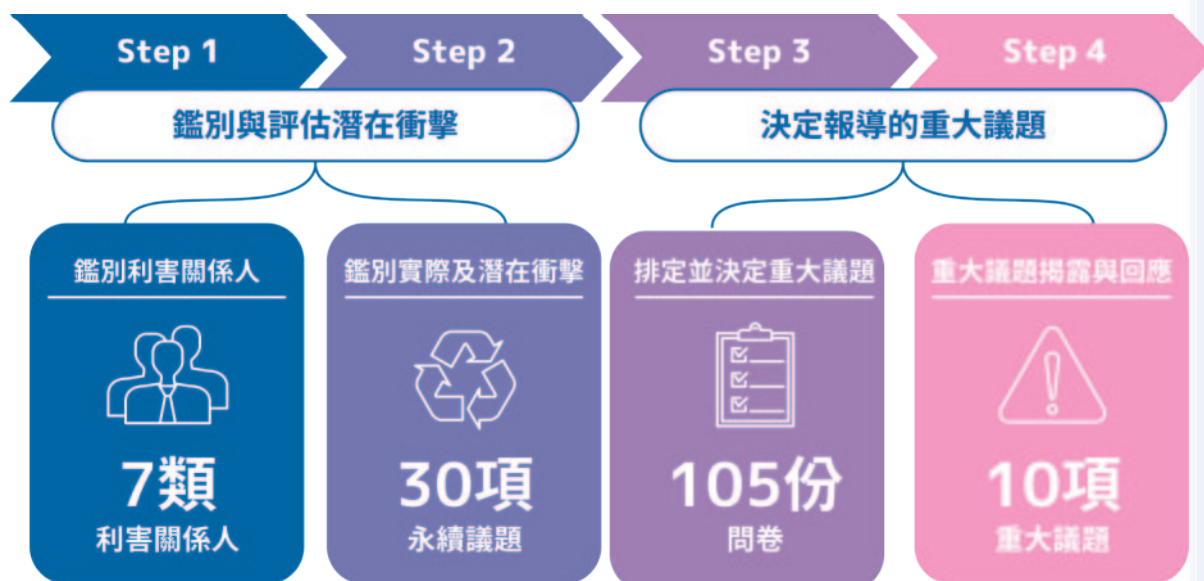 Step 1
Step 2
Step 3
Step 4
鑑別與評估潛在衝擊
決定報導的重大議題
鑑別利害關係人
7類
利害關係人
鑑別實際及潛在衝擊
30項
永續議題
排定並決定重大議題
105份
問卷
重大議題揭露與回應
10項
重大議題